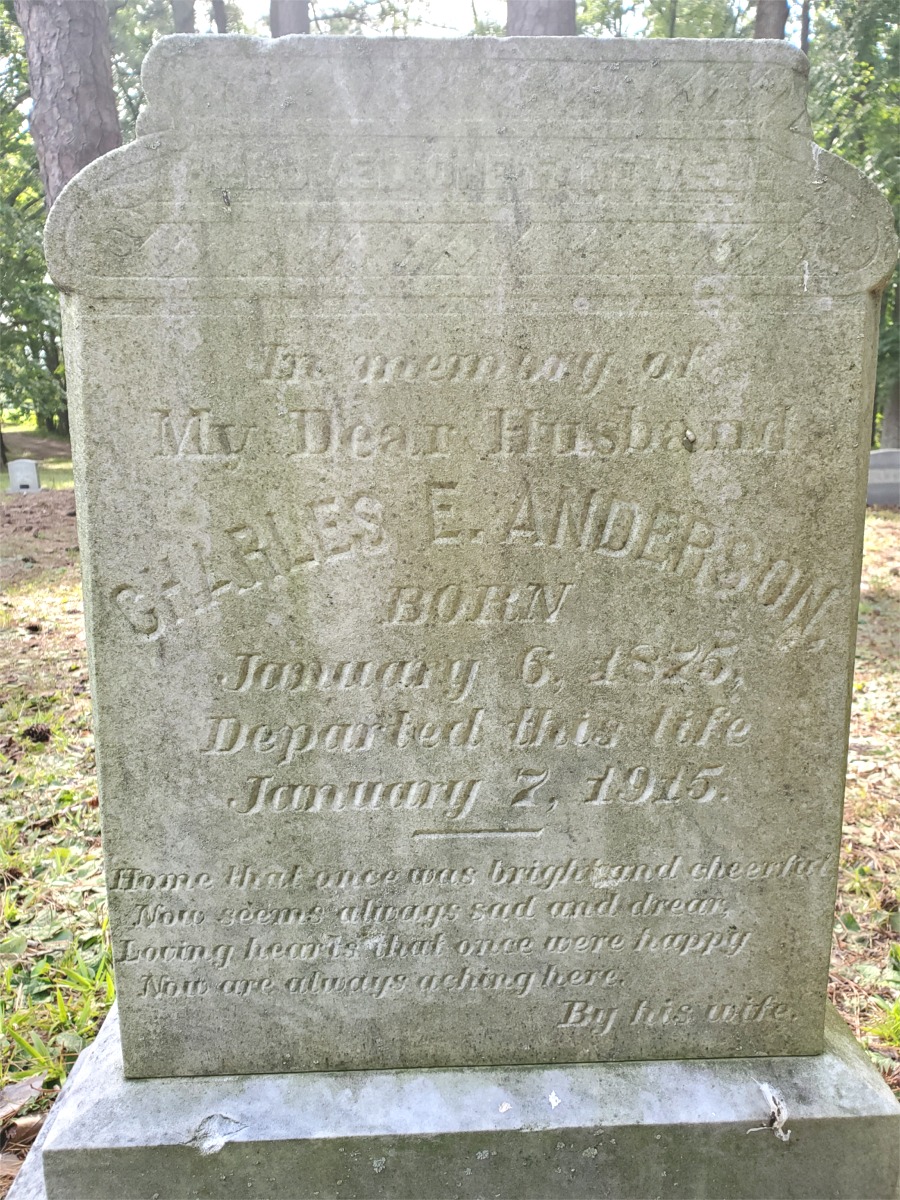 In memory of
My Dear Husband
CHARLES E. ANDERSON,
BORN
January 6, 1875,
Departed this life
January 7, 1915.
Home that once was bright and cheerful
Now seems always sad and drear,
Loving hearts that once were happy
Now are always aching here.
By his wife.